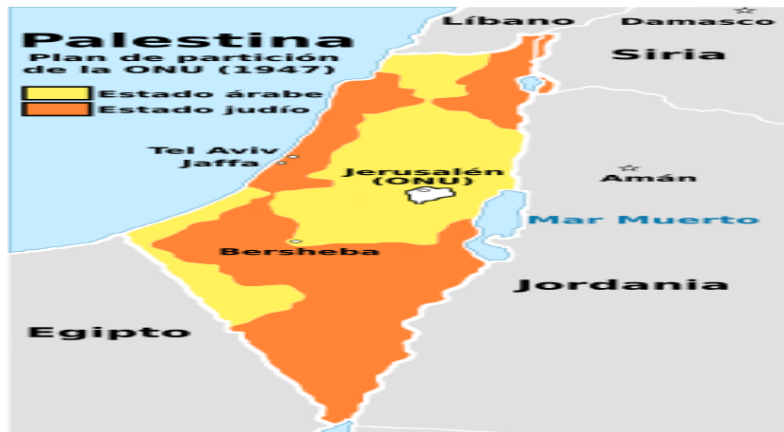 Palestina
Plan de partición
de la ONU (1947)
Estado árabe
Estado judío
Líbano
Damasco
Siria
Tel Aviv
Jaffa
Jerusalén
(ONU)
Amán
Mar Muerto
Bersheba
Jordania
Egipto